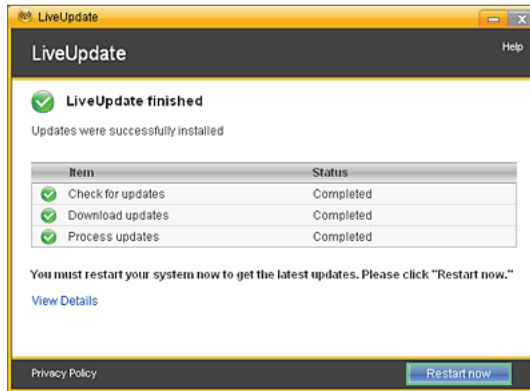 LiveUpdate
LiveUpdate
Help
LiveUpdate finished
Updates were successfully installed
Item Status
Check for updates Completed
Download updates Completed
Process updates Completed
You must restart your system now to get the latest updates. Please click "Restart now."
View Details
Privacy Policy
Restart now